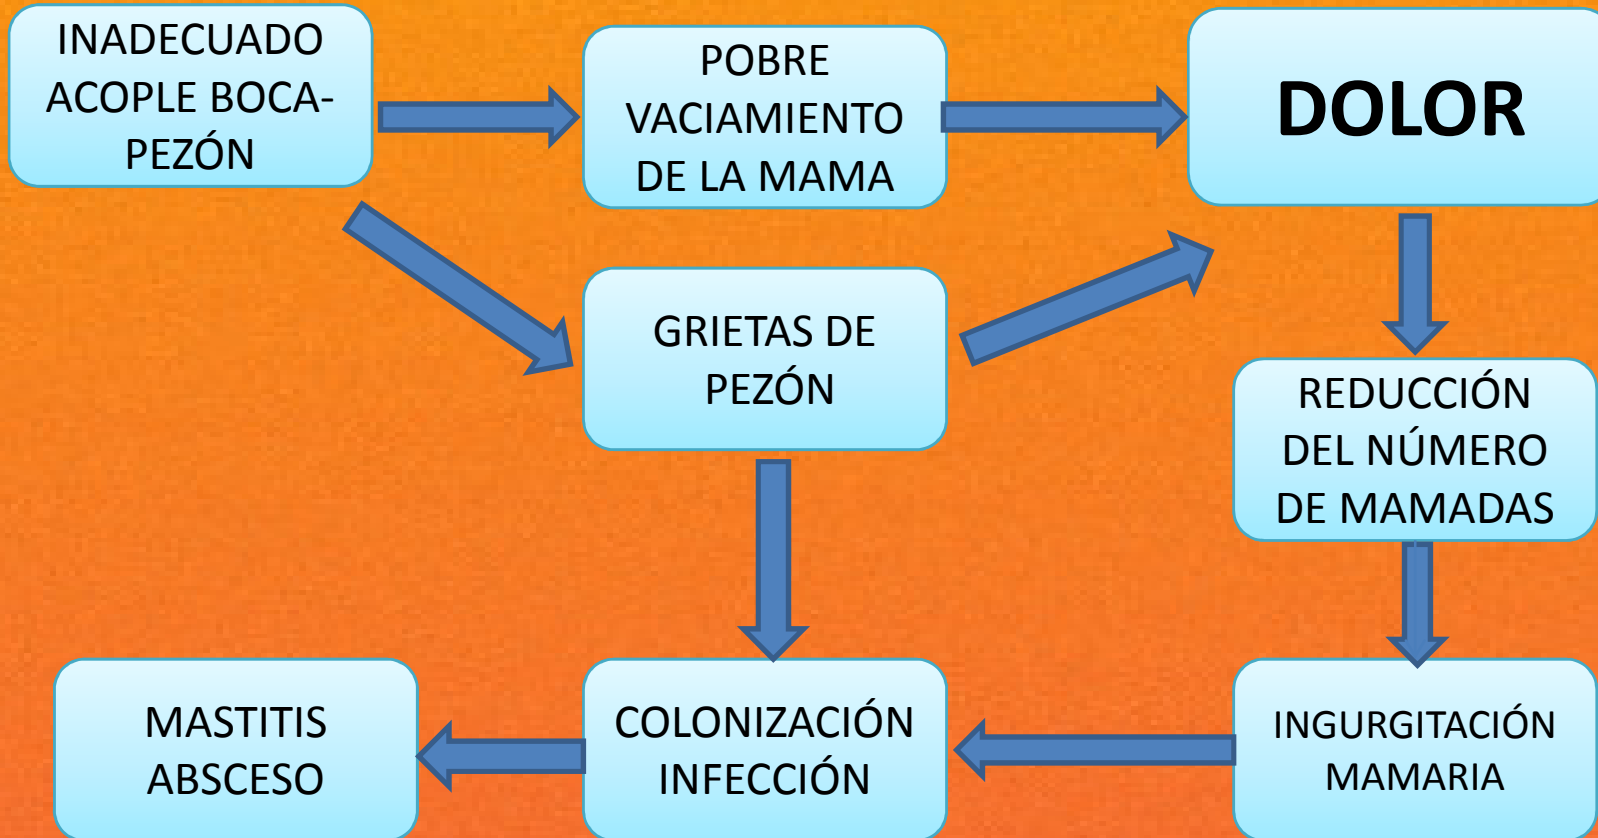 INADECUADO
ACOPLE BOCA-
PEZÓN
POBRE
VACIAMIENTO
DE LA MAMA
DOLOR
GRIETAS DE
PEZÓN
REDUCCIÓN
DEL NÚMERO
DE MAMADAS
MASTITIS
ABSCESO
COLONIZACIÓN
INFECCIÓN
INGURGITACIÓN
MAMARIA